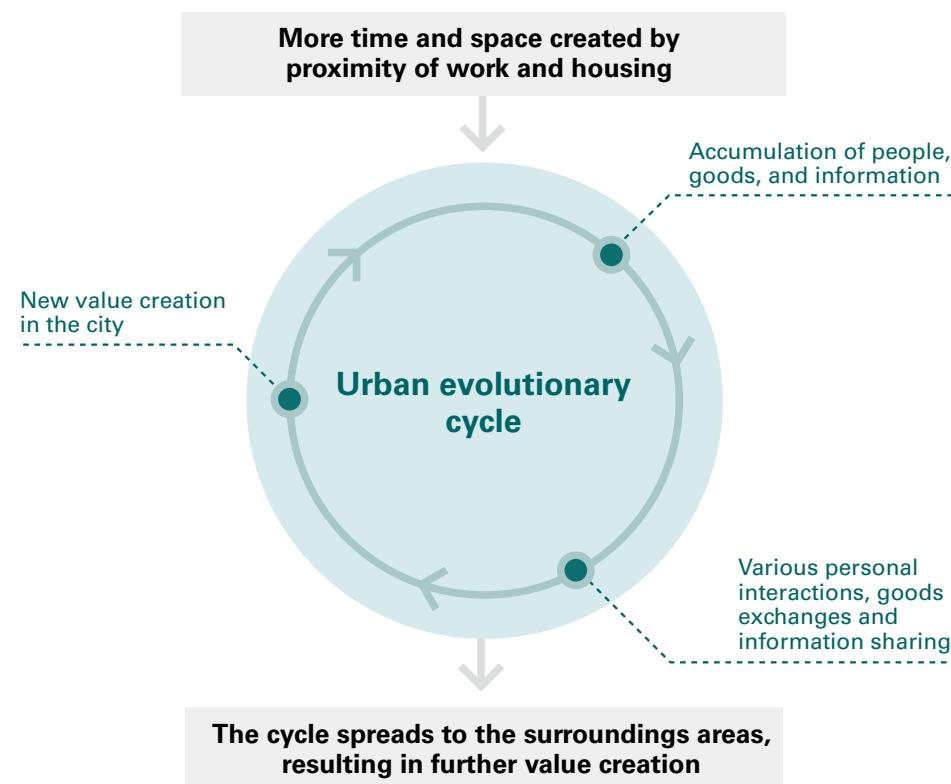 More time and space created by
proximity of work and housing
Accumulation of people,
goods, and information
New value creation
in the city
Urban evolutionary
cycle
Various personal
interactions, goods
exchanges and
information sharing
The cycle spreads to the surroundings areas,
resulting in further value creation